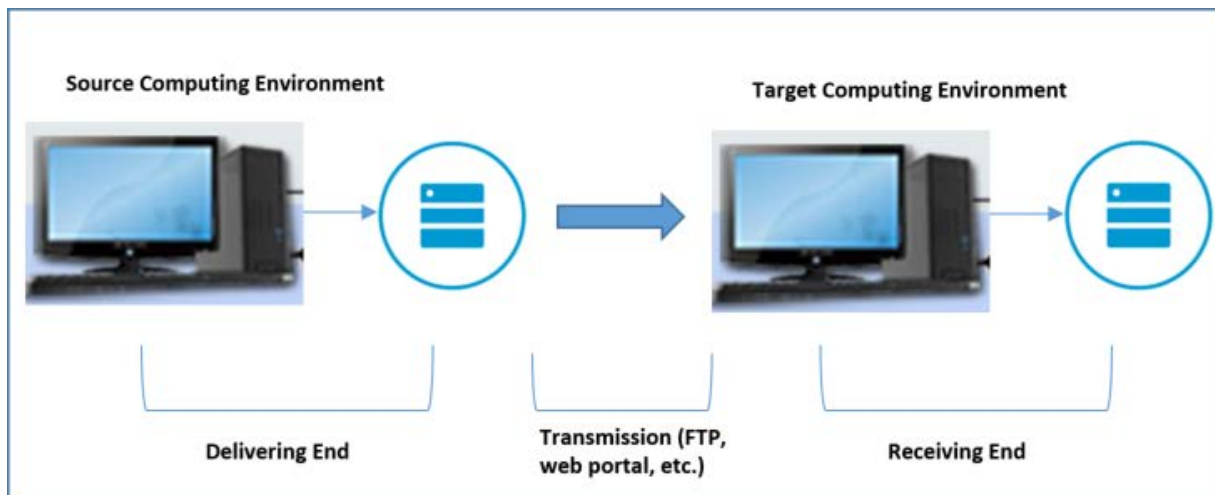 Source Computing Environment
Target Computing Environment
Delivering End
Transmission (FTP,
web portal, etc.)
Receiving End